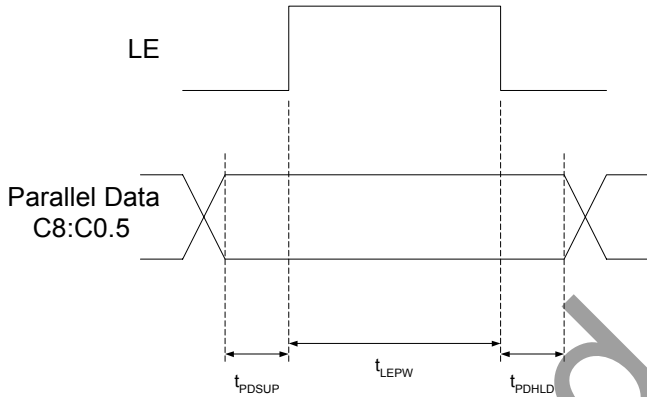 LE
Parallel Data
C8:C0.5
tPDSUP
tLEPW
tPDHLD
d